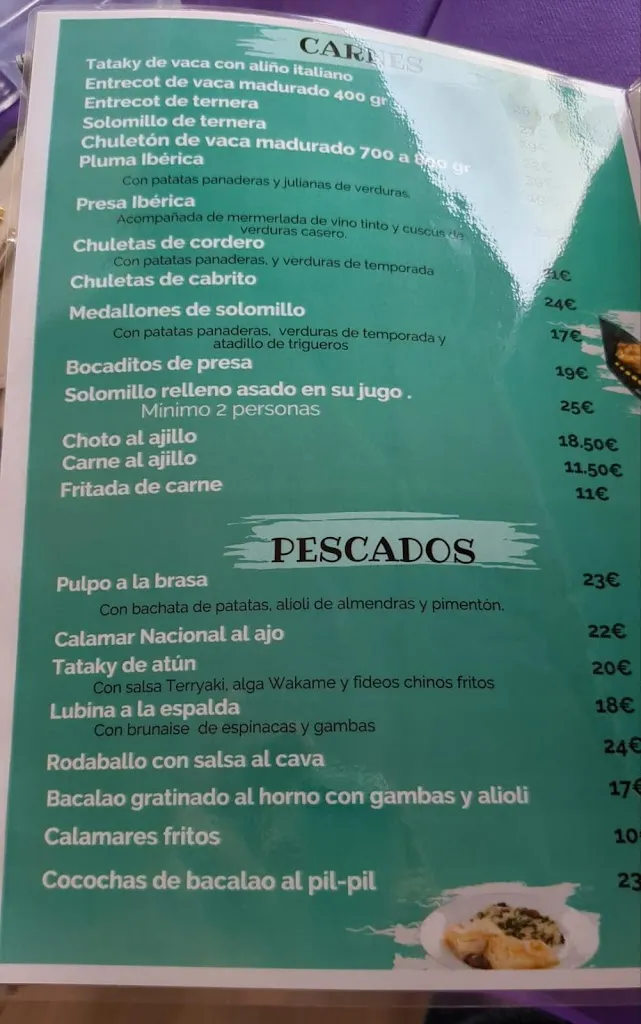 CARNES
Tataky de vaca con aliño italiano
Entrecot de vaca madurado 400 gr
Entrecot de ternera
Solomillo de ternera
Chuletón de vaca madurado 700 a 800 gr
Pluma Ibérica
Con patatas panaderas y julianas de verduras.
Presa Ibérica
Acompañada de mermerlada de vino tinto y cuscus de
verduras casero.
Chuletas de cordero
Con patatas panaderas, y verduras de temporada
Chuletas de cabrito 21€
Medallones de solomillo 24€
Con patatas panaderas, verduras de temporada y 17€
atadillo de trigueros
Bocaditos de presa 19€
Solomillo relleno asado en su jugo . 25€
Minimo 2 personas
Choto al ajillo 18.50€
Carne al ajillo 11.50€
Fritada de carne 11€
PESCADOS
Pulpo a la brasa 23€
Con bachata de patatas, alioli de almendras y pimentón.
Calamar Nacional al ajo 22€
Tataky de atún 20€
Con salsa Terryaki, alga Wakame y fideos chinos fritos
Lubina a la espalda 18€
Con brunaise de espinacas y gambas
Rodaballo con salsa al cava 24€
Bacalao gratinado al horno con gambas y alioli 17€
Calamares fritos 10
Cocochas de bacalao al pil-pil 23